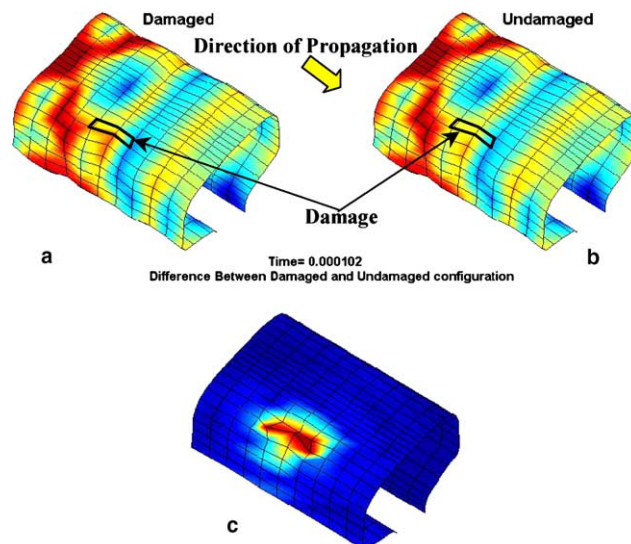 Damaged
Undamaged
Direction of Propagation
Damage
a
b
Time= 0.000102
Difference Between Damaged and Undamaged configuration
c